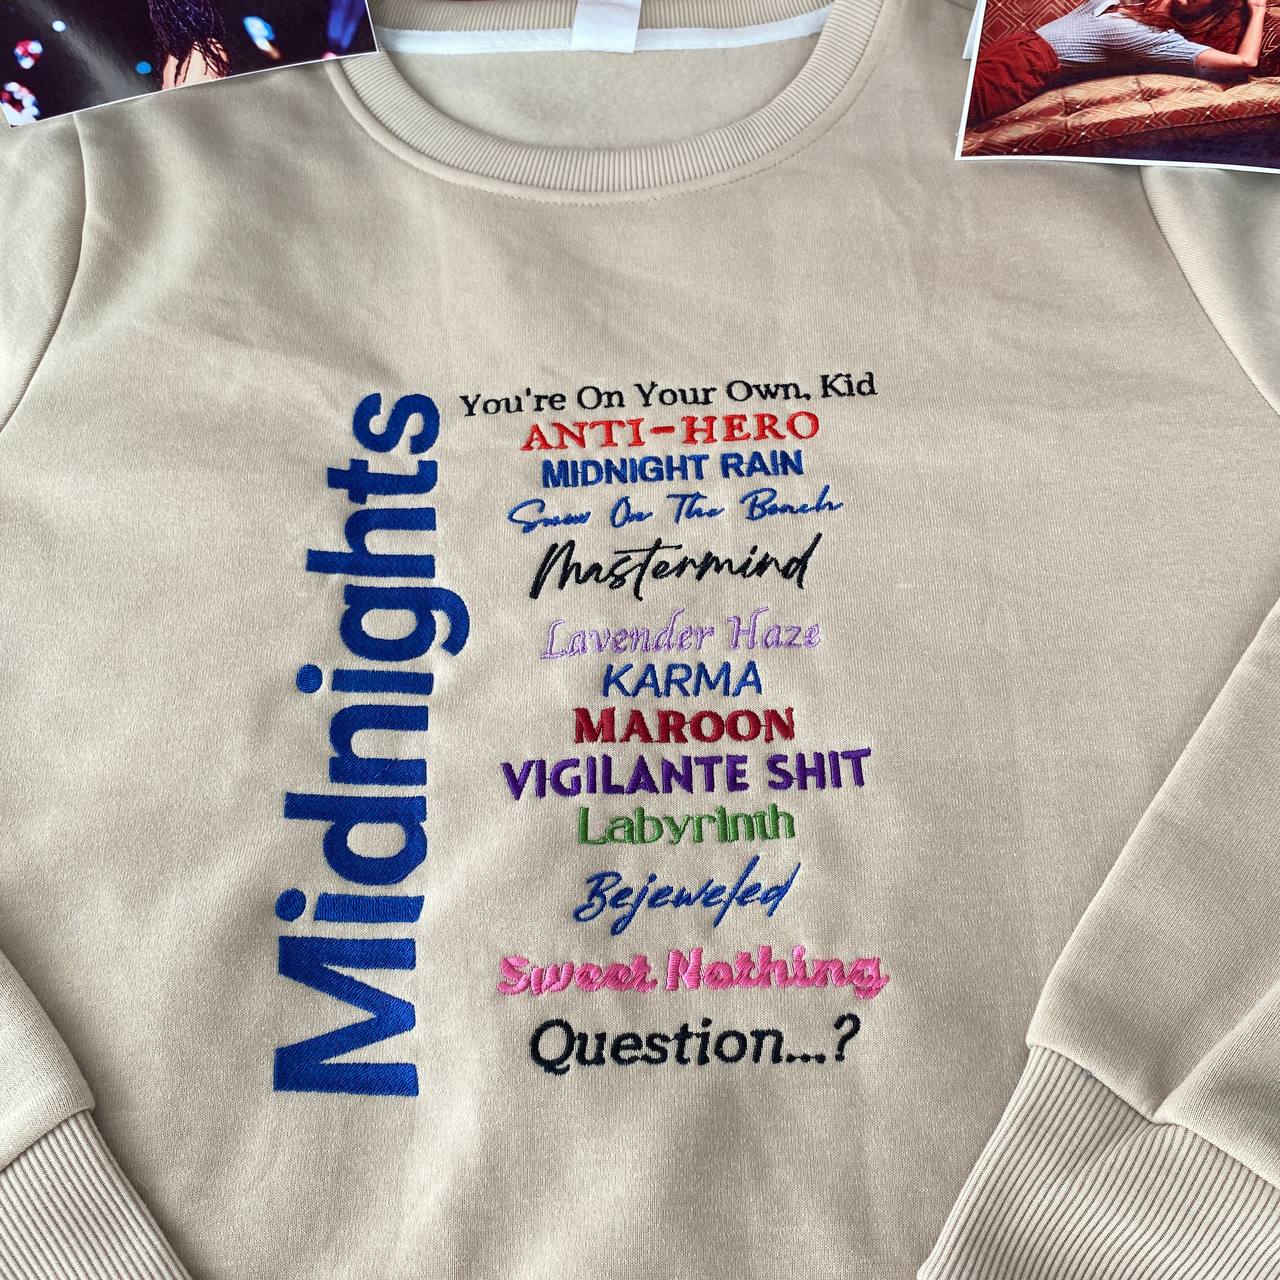 Midnights
You're On Your Own, Kid
ANTI-HERO
MIDNIGHT RAIN
Snow On The Beach
Mastermind
Lavender Haze
KARMA
MAROON
VIGILANTE SHIT
Labyrinth
Bejeweled
Sweet Nothing
Question...?